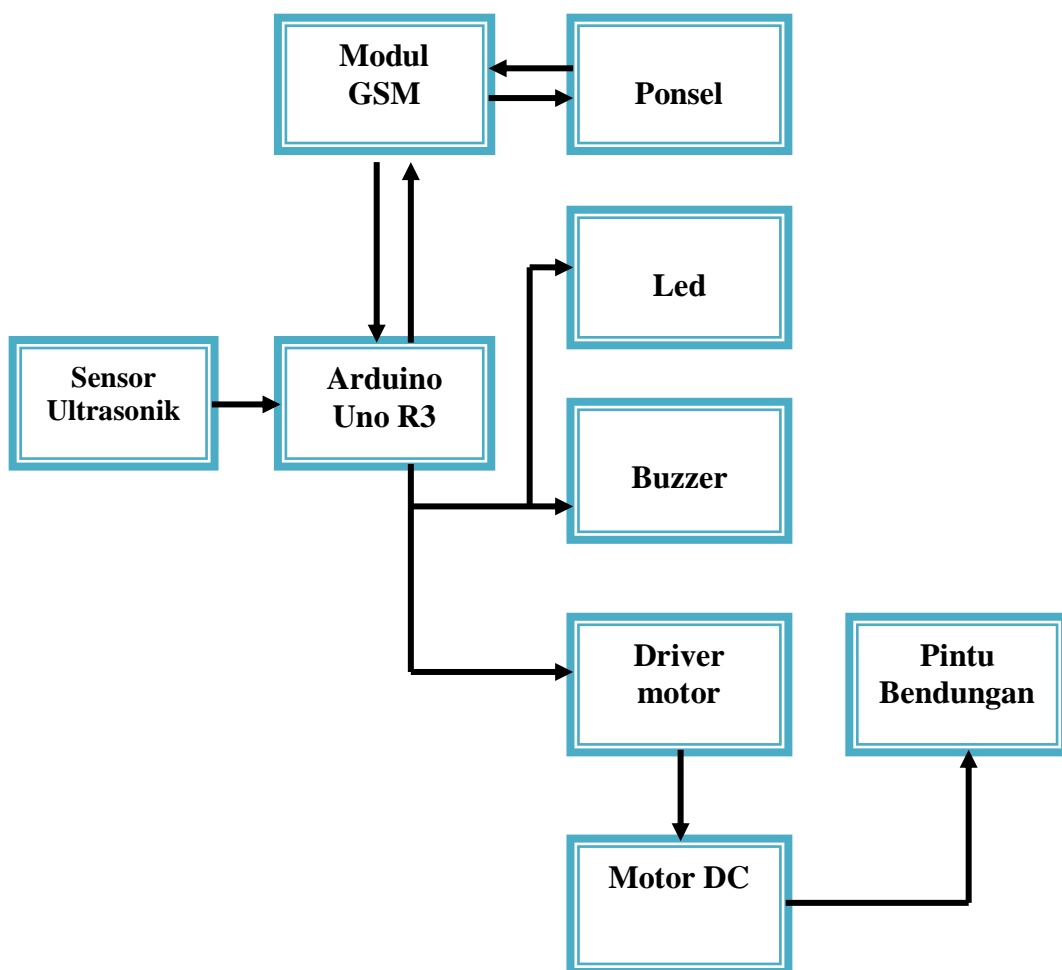 Modul
GSM
Ponsel
Led
Sensor
Ultrasonik
Arduino
Uno R3
Buzzer
Driver
motor
Pintu
Bendungan
Motor DC